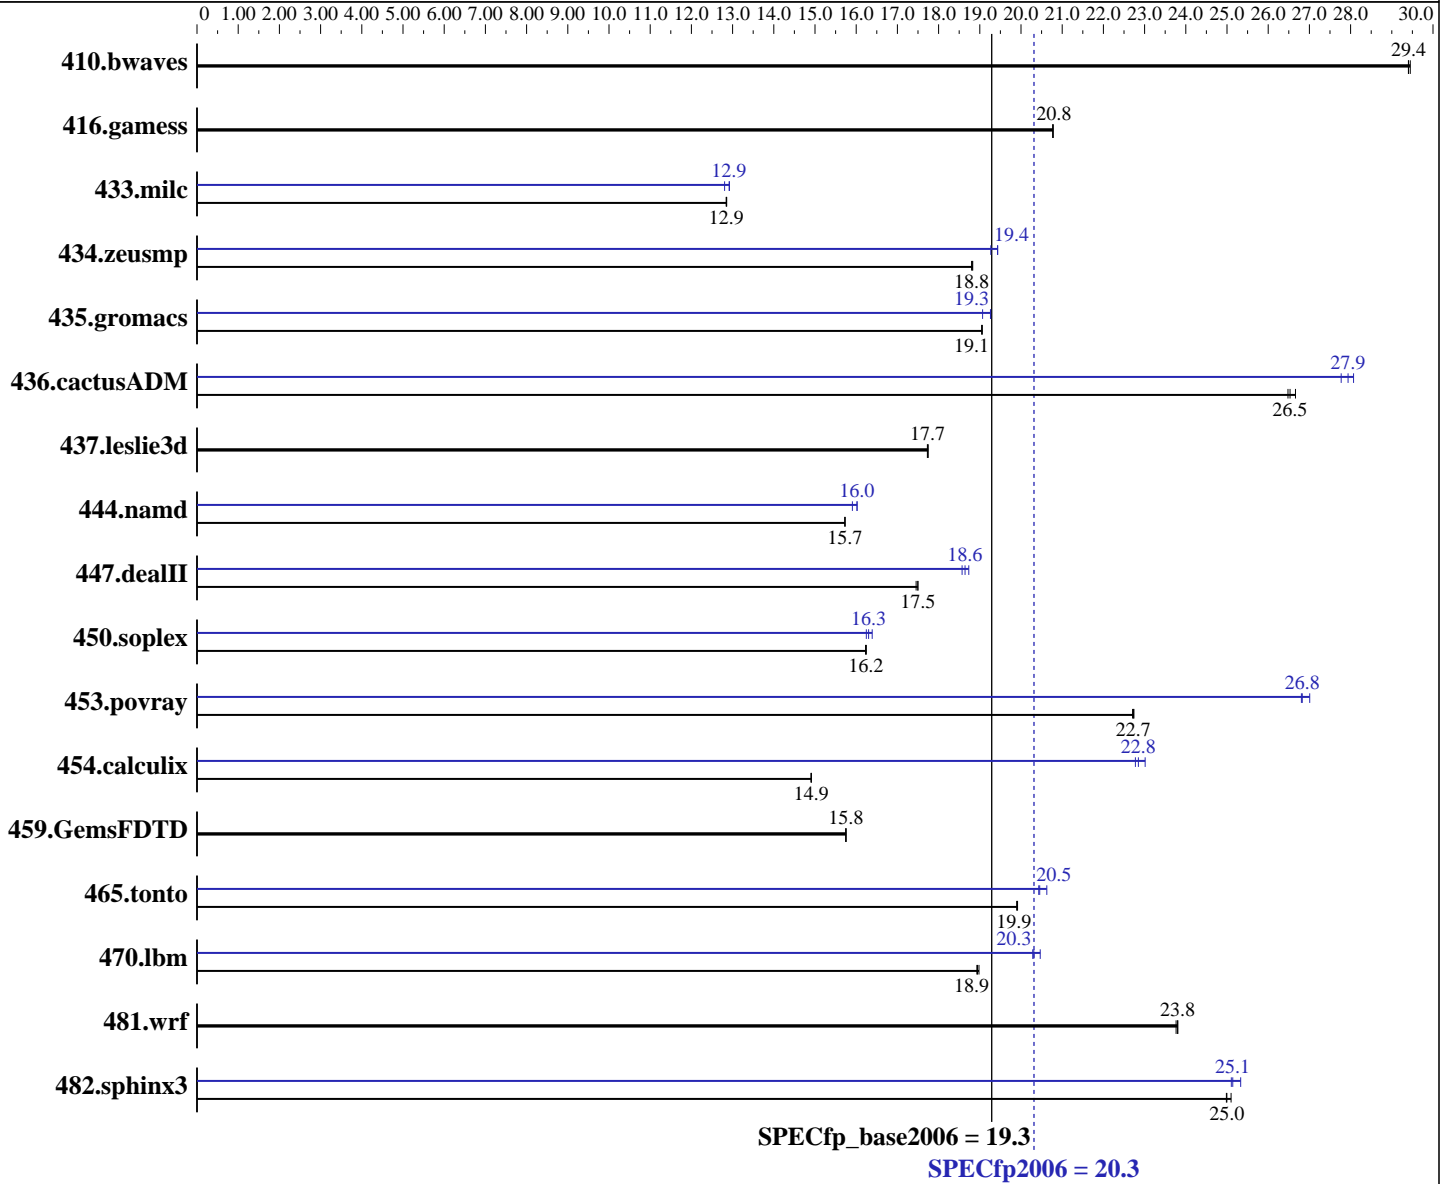 0 1.00 2.00 3.00 4.00 5.00 6.00 7.00 8.00 9.00 10.0 11.0 12.0 13.0 14.0 15.0 16.0 17.0 18.0 19.0 20.0 21.0 22.0 23.0 24.0 25.0 26.0 27.0 28.0 30.0
410.bwaves 29.4
416.gamess 20.8
433.milc 12.9
12.9
434.zeusmp 19.4
18.8
435.gromacs 19.3
19.1
436.cactusADM 27.9
26.5
437.leslie3d 17.7
444.namd 16.0
15.7
447.dealII 18.6
17.5
450.soplex 16.3
16.2
453.povray 26.8
22.7
454.calculix 22.8
14.9
459.GemsFDTD 15.8
465.tonto 20.5
19.9
470.lbm 20.3
18.9
481.wrf 23.8
482.sphinx3 25.1
25.0
SPECfp_base2006 = 19.3
SPECfp2006 = 20.3